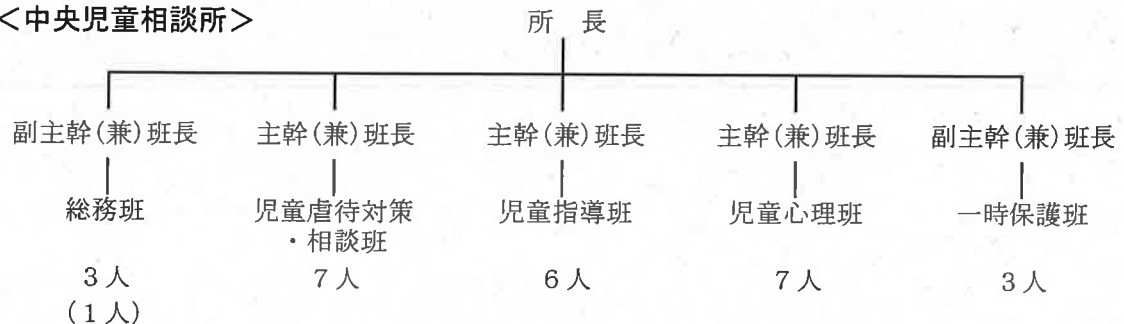 <中央児童相談所>
所　長
副主幹(兼)班長　主幹(兼)班長　主幹(兼)班長　主幹(兼)班長　副主幹(兼)班長
総務班　児童虐待対策　児童指導班　児童心理班　一時保護班
・相談班
3人　7人　6人　7人　3人
(1人)